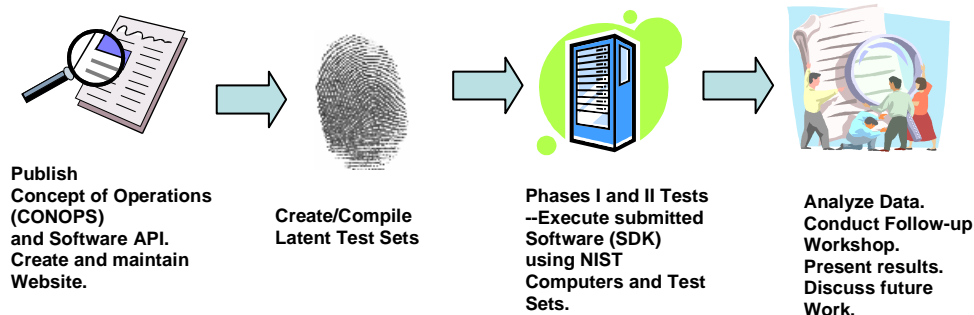 Publish
Concept of Operations
(CONOPS)
and Software API.
Create and maintain
Website.
Create/Compile
Latent Test Sets
Phases I and II Tests
--Execute submitted
Software (SDK)
using NIST
Computers and Test
Sets.
Analyze Data.
Conduct Follow-up
Workshop.
Present results.
Discuss future
Work.